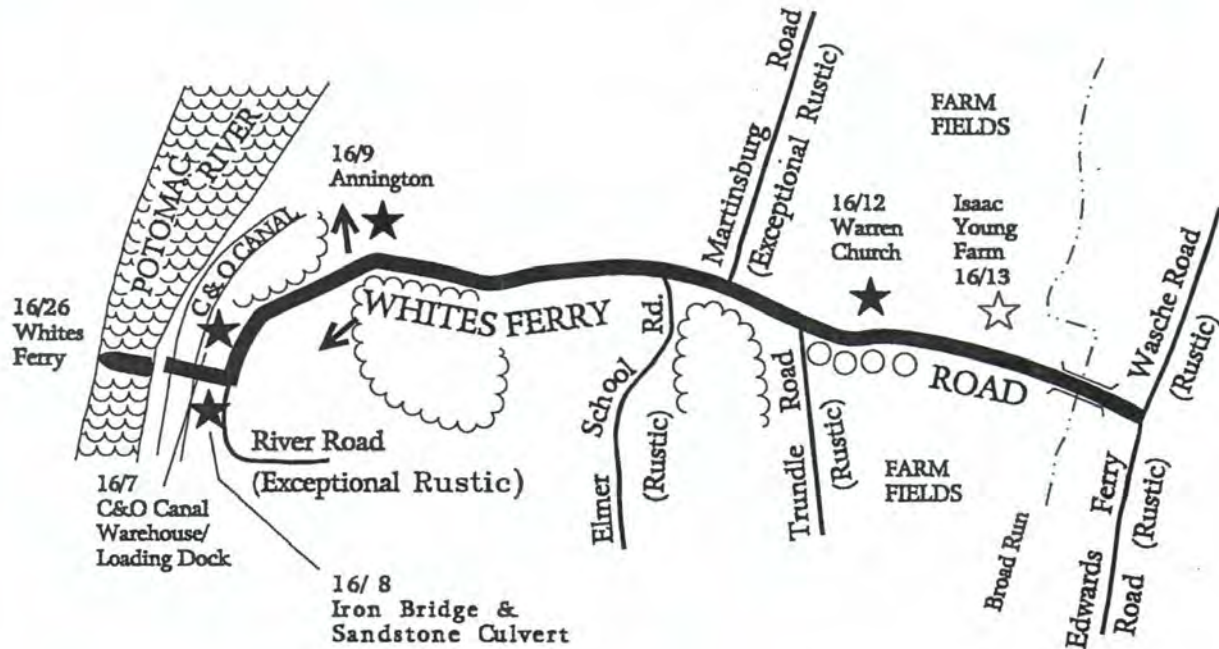 POTOMAC
RIVER
C&O CANAL
16/9
Annington
16/26
Whites
Ferry
16/7
C&O Canal
Warehouse/
Loading Dock
16/ 8
Iron Bridge &
Sandstone Culvert
River Road
(Exceptional Rustic)
WHITES FERRY
ROAD
Elmer School Rd.
(Rustic)
Martinsburg Road
(Exceptional Rustic)
Trundle Road
(Rustic)
16/12
Warren
Church
Isaac
Young
Farm
16/13
FARM
FIELDS
FARM
FIELDS
Broad Run
Wasche Road
(Rustic)
Edwards Ferry
Road (Rustic)